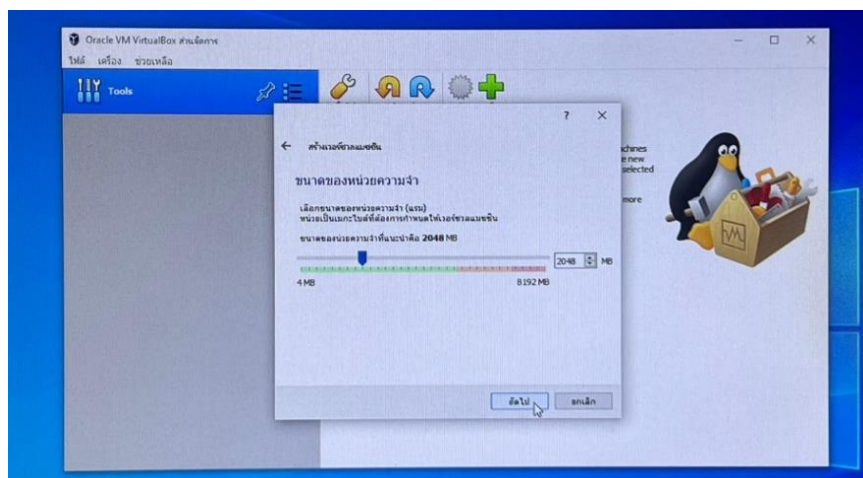 Oracle VM VirtualBox ส่วนจัดการ
ไฟล์ เครื่อง ช่วยเหลือ
Tools
สร้างเวอร์ชวลแมชชีน
ขนาดของหน่วยความจำ
เลือกขนาดของหน่วยความจำ (แรม)
หน่วยเป็นเมกะไบต์ที่ต้องการกำหนดให้เวอร์ชวลแมชชีน
ขนาดของหน่วยความจำที่แนะนำคือ 2048 MB
2048 MB
4 MB 8192 MB
ถัดไป ยกเลิก
chines
e new
selected
more